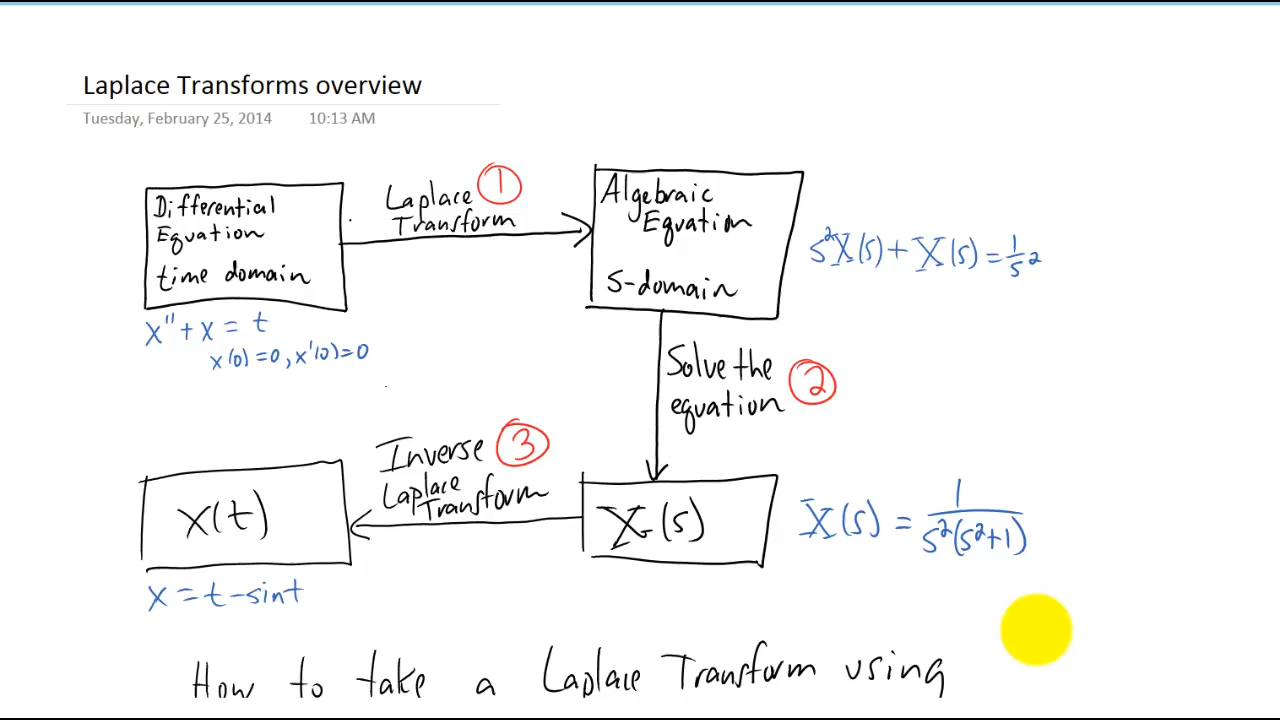 Laplace Transforms overview
Tuesday, February 25, 2014 10:13 AM
Differential
Equation
time domain
x'' + x = t
x(0) = 0, x'(0) = 0
Laplace
Transform
1
Algebraic
Equation
s-domain
s²X(s) + X(s) = 1/s²
Solve the
equation
2
X(s)
X(s) = 1/(s²(s²+1))
Inverse
Laplace
Transform
3
x(t)
x = t - sint
How to take a Laplace Transform using